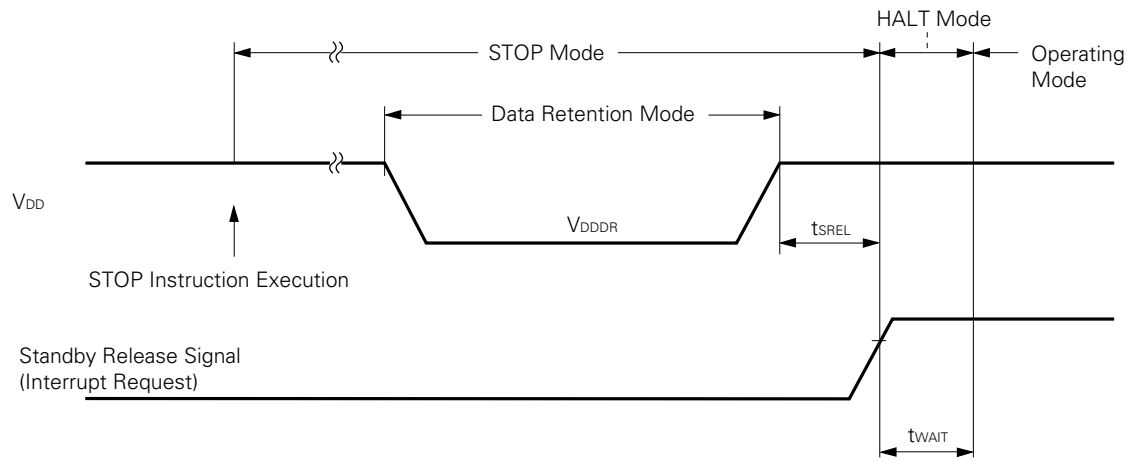 HALT Mode
STOP Mode
Operating
Mode
Data Retention Mode
VDD
VDDDR
tSREL
STOP Instruction Execution
Standby Release Signal
(Interrupt Request)
tWAIT